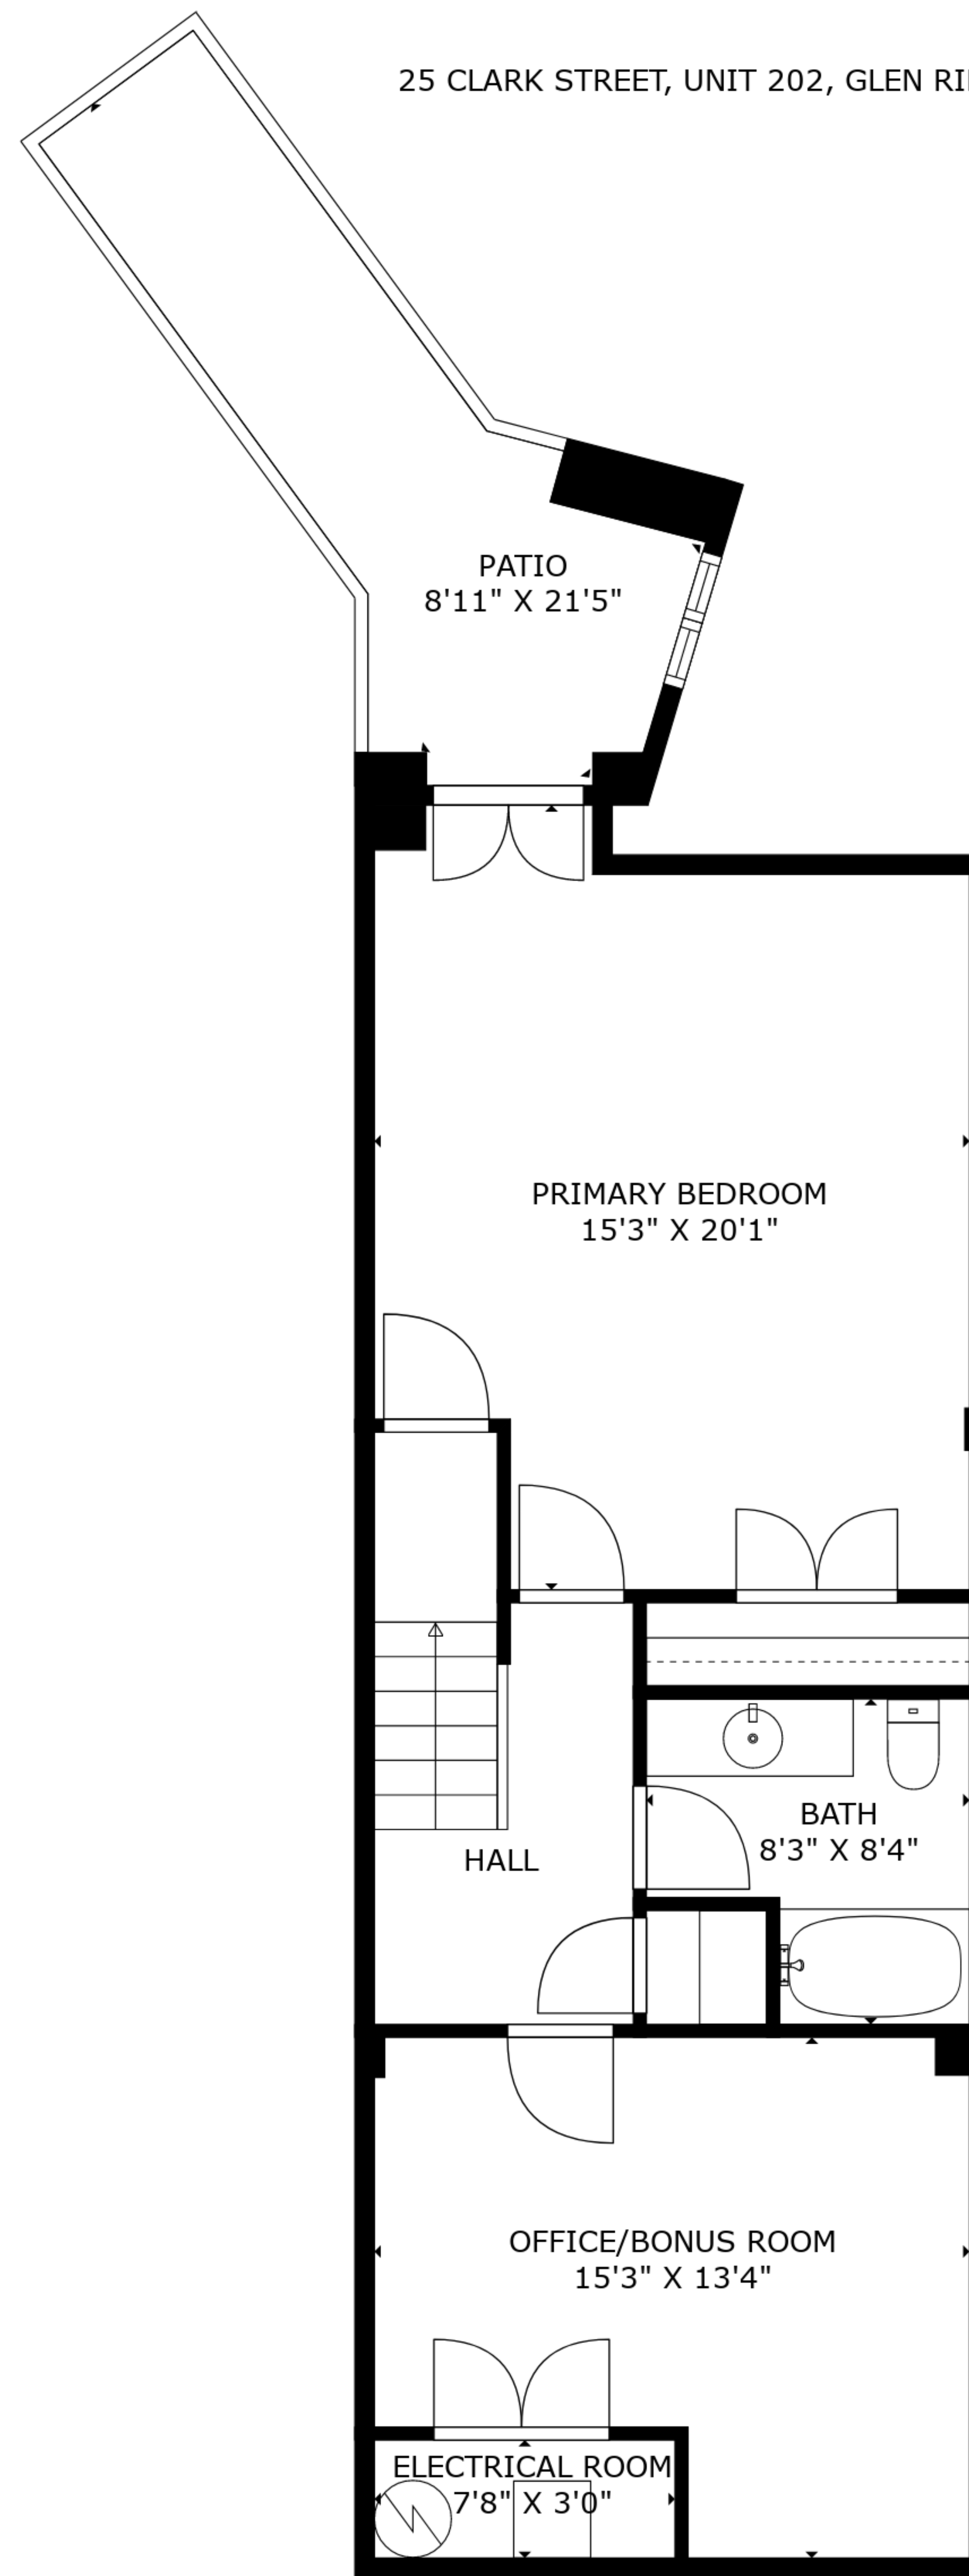 25 CLARK STREET, UNIT 202, GLEN
PATIO
8'11" X 21'5"
PRIMARY BEDROOM
15'3" X 20'1"
BATH
8'3" X 8'4"
HALL
OFFICE/BONUS ROOM
15'3" X 13'4"
ELECTRICAL ROOM
7'8" X 3'0"